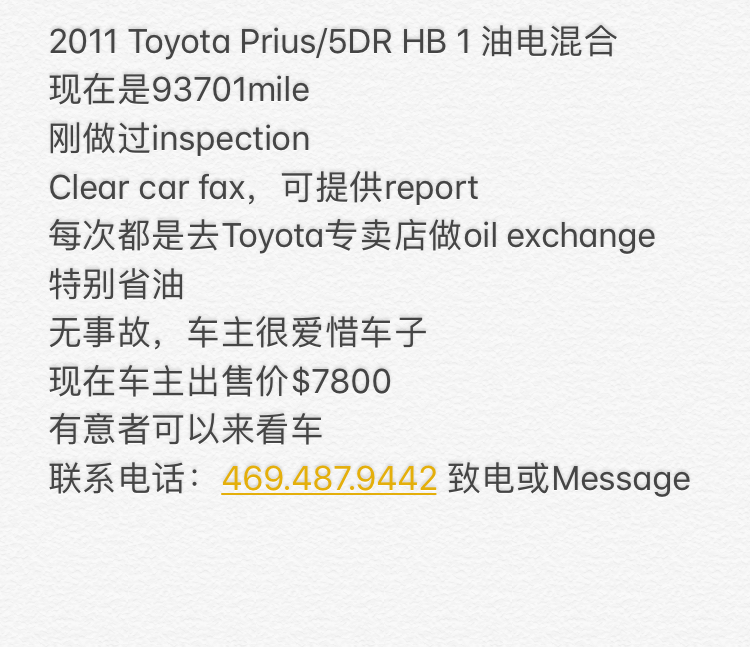 2011 Toyota Prius/5DR HB 1 油电混合
现在是93701mile
刚做过inspection
Clear car fax，可提供report
每次都是去Toyota专卖店做oil exchange
特别省油
无事故，车主很爱惜车子
现在车主出售价$7800
有意者可以来看车
联系电话：469.487.9442 致电或Message